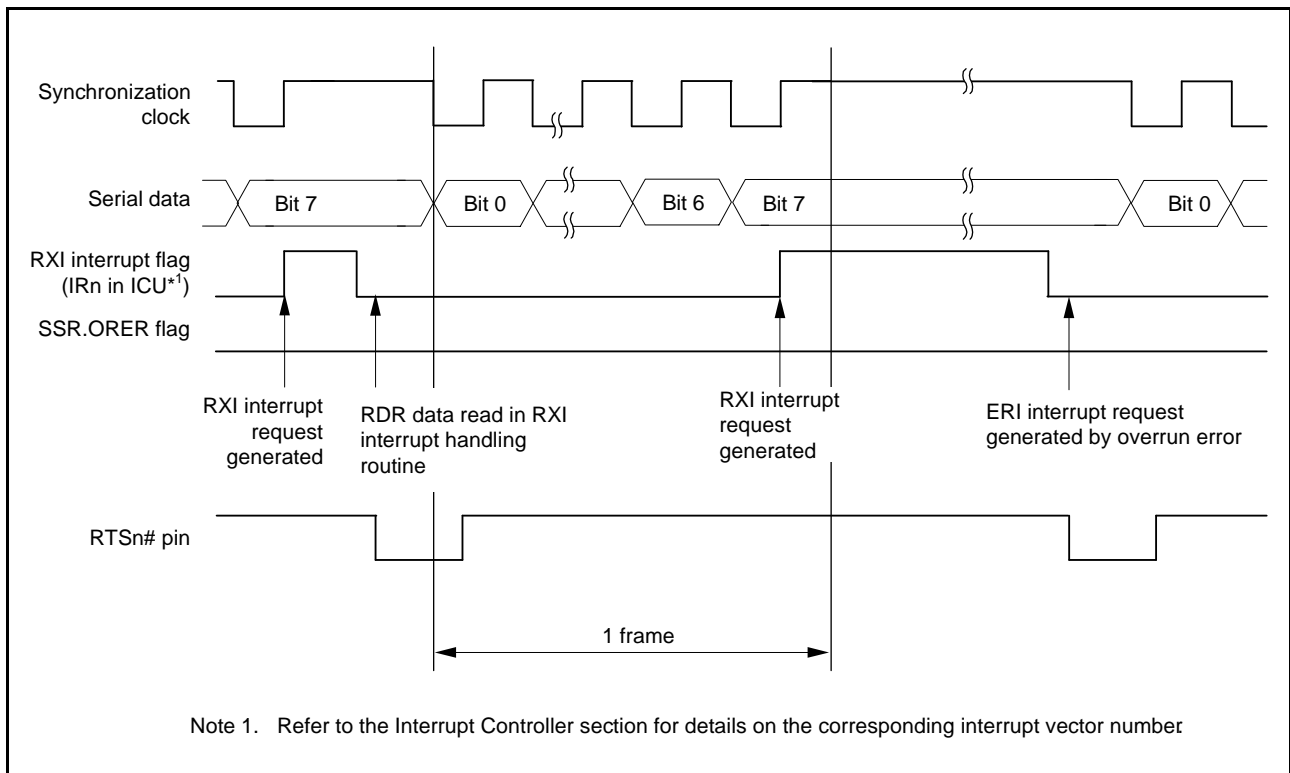 Synchronization
clock
Serial data
Bit 7
Bit 0
Bit 6
Bit 7
Bit 0
RXI interrupt flag
(IRn in ICU*1)
SSR.ORER flag
RXI interrupt
request
generated
RDR data read in RXI
interrupt handling
routine
RXI interrupt
request
generated
ERI interrupt request
generated by overrun error
RTSn# pin
1 frame
Note 1. Refer to the Interrupt Controller section for details on the corresponding interrupt vector number.